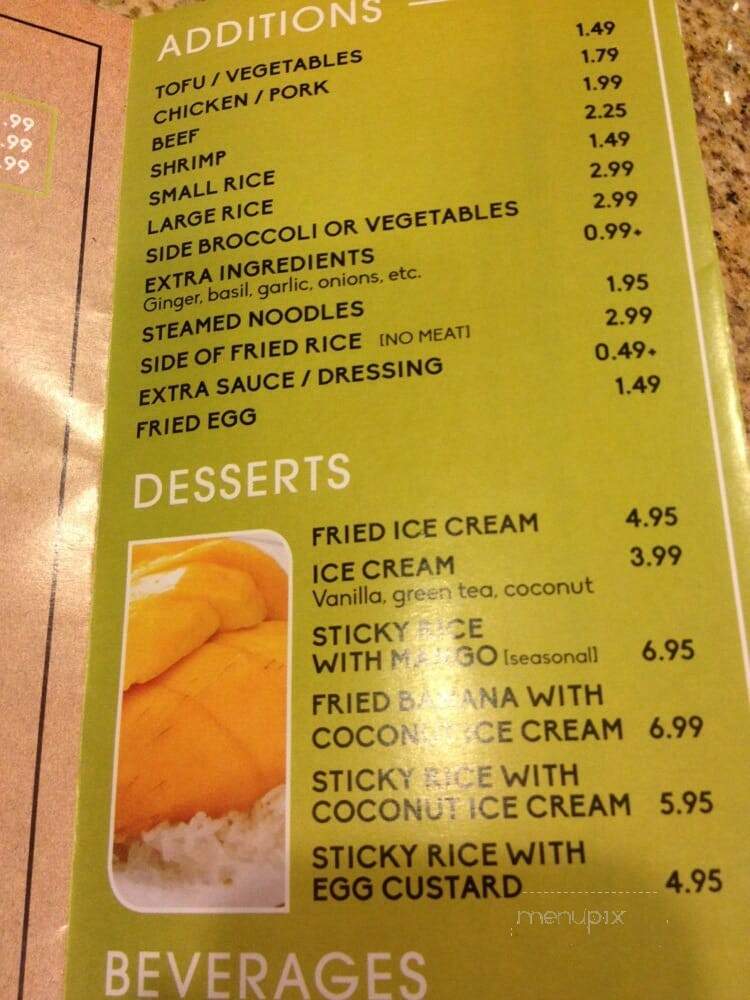 .99
.99
.99
ADDITIONS
TOFU / VEGETABLES 1.49
CHICKEN / PORK 1.79
BEEF 1.99
SHRIMP 2.25
SMALL RICE 1.49
LARGE RICE 2.99
SIDE BROCCOLI OR VEGETABLES 2.99
EXTRA INGREDIENTS 0.99+
Ginger, basil, garlic, onions, etc.
STEAMED NOODLES 1.95
SIDE OF FRIED RICE [NO MEAT] 2.99
EXTRA SAUCE / DRESSING 0.49+
FRIED EGG 1.49
DESSERTS
FRIED ICE CREAM 4.95
ICE CREAM 3.99
Vanilla, green tea, coconut
STICKY RICE
WITH MANGO [seasonal] 6.95
FRIED BANANA WITH
COCONUT ICE CREAM 6.99
STICKY RICE WITH
COCONUT ICE CREAM 5.95
STICKY RICE WITH
EGG CUSTARD 4.95
menupix
BEVERAGES